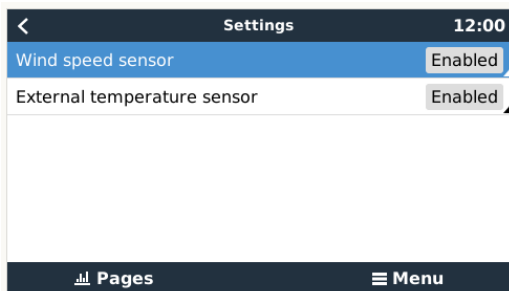 Settings 12:00
Wind speed sensor Enabled
External temperature sensor Enabled
Pages Menu